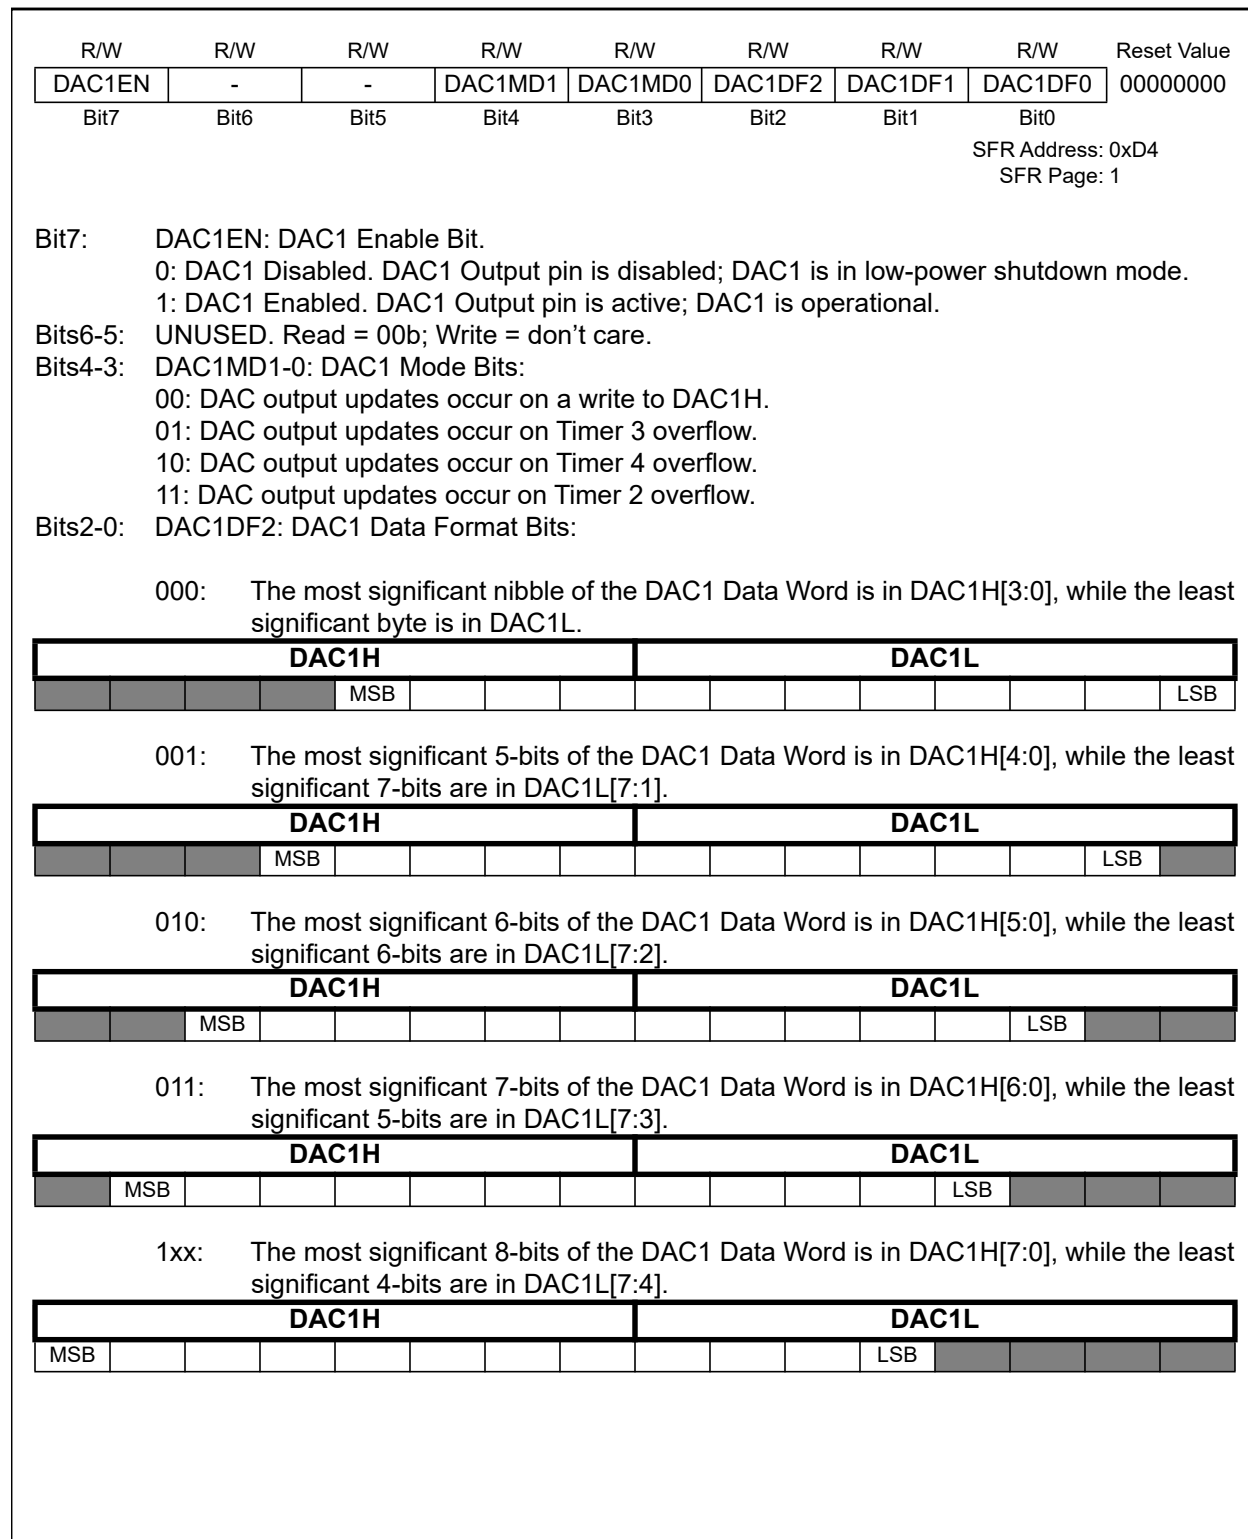 R/W R/W R/W R/W R/W R/W R/W R/W Reset Value
DAC1EN - - DAC1MD1 DAC1MD0 DAC1DF2 DAC1DF1 DAC1DF0 00000000
Bit7 Bit6 Bit5 Bit4 Bit3 Bit2 Bit1 Bit0
SFR Address: 0xD4
SFR Page: 1
Bit7: DAC1EN: DAC1 Enable Bit.
0: DAC1 Disabled. DAC1 Output pin is disabled; DAC1 is in low-power shutdown mode.
1: DAC1 Enabled. DAC1 Output pin is active; DAC1 is operational.
Bits6-5: UNUSED. Read = 00b; Write = don’t care.
Bits4-3: DAC1MD1-0: DAC1 Mode Bits:
00: DAC output updates occur on a write to DAC1H.
01: DAC output updates occur on Timer 3 overflow.
10: DAC output updates occur on Timer 4 overflow.
11: DAC output updates occur on Timer 2 overflow.
Bits2-0: DAC1DF2: DAC1 Data Format Bits:
000: The most significant nibble of the DAC1 Data Word is in DAC1H[3:0], while the least
significant byte is in DAC1L.
DAC1H DAC1L
MSB LSB
001: The most significant 5-bits of the DAC1 Data Word is in DAC1H[4:0], while the least
significant 7-bits are in DAC1L[7:1].
DAC1H DAC1L
MSB LSB
010: The most significant 6-bits of the DAC1 Data Word is in DAC1H[5:0], while the least
significant 6-bits are in DAC1L[7:2].
DAC1H DAC1L
MSB LSB
011: The most significant 7-bits of the DAC1 Data Word is in DAC1H[6:0], while the least
significant 5-bits are in DAC1L[7:3].
DAC1H DAC1L
MSB LSB
1xx: The most significant 8-bits of the DAC1 Data Word is in DAC1H[7:0], while the least
significant 4-bits are in DAC1L[7:4].
DAC1H DAC1L
MSB LSB